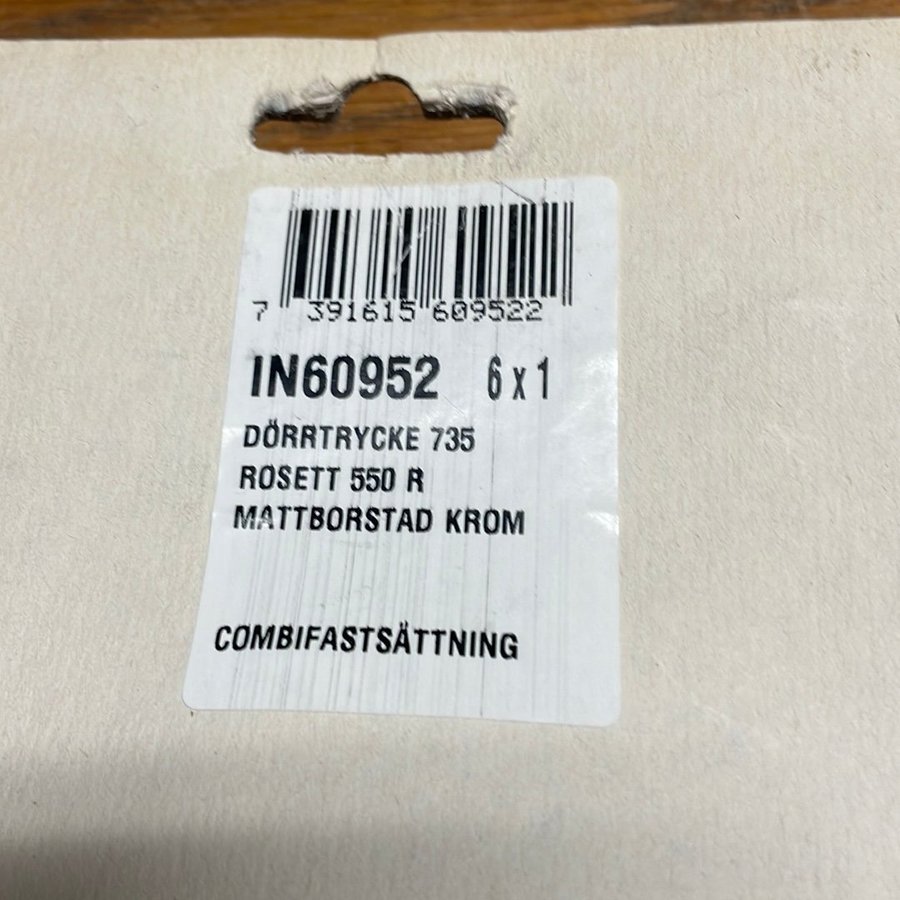 7 391615 609522
IN60952 6 x 1
DÖRRTRYCKE 735
ROSETT 550 R
MATTBORSTAD KROM
COMBIFASTSÄTTNING